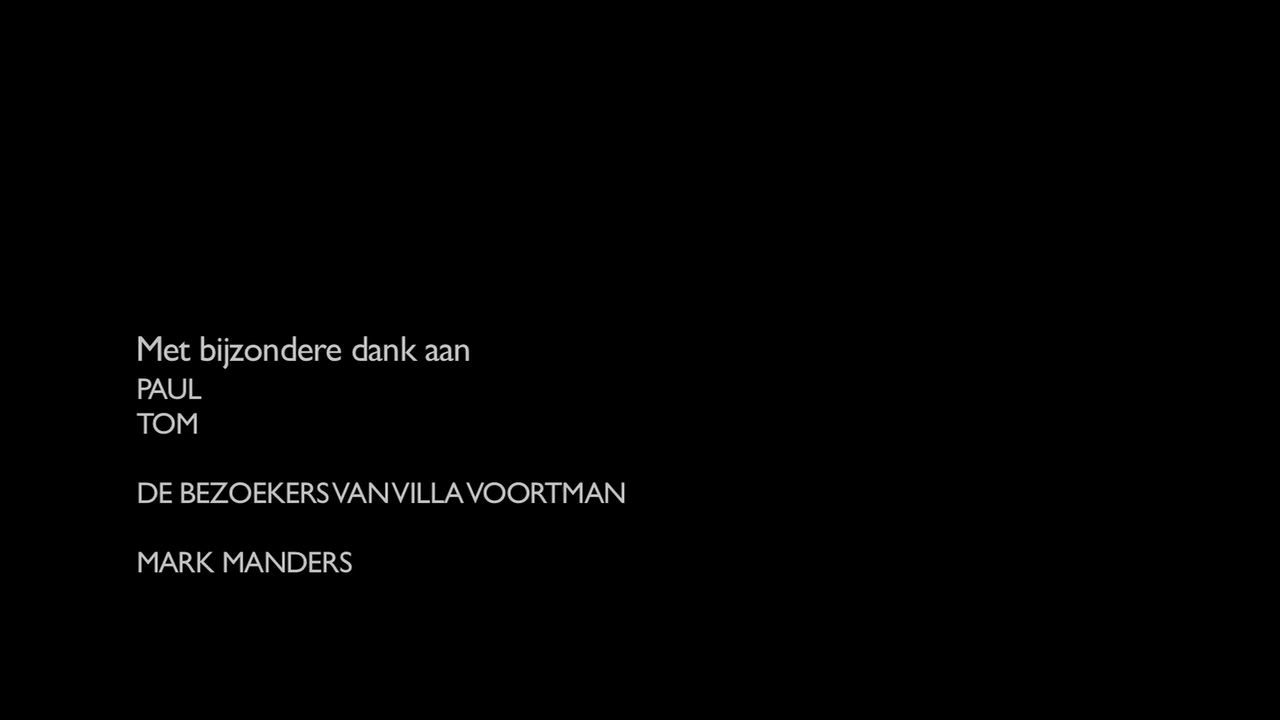 Met bijzondere dank aan
PAUL
TOM
DE BEZOEKERS VAN VILLA VOORTMAN
MARK MANDERS